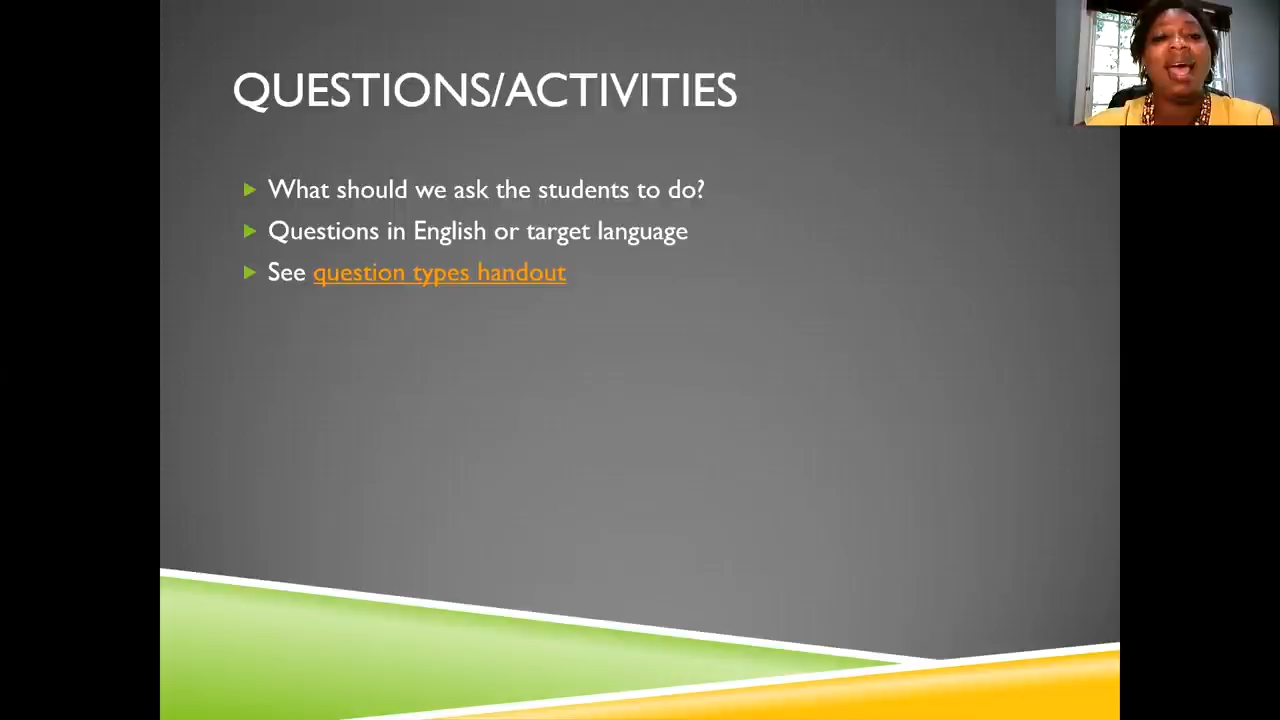 QUESTIONS/ACTIVITIES
What should we ask the students to do?
Questions in English or target language
See question types handout